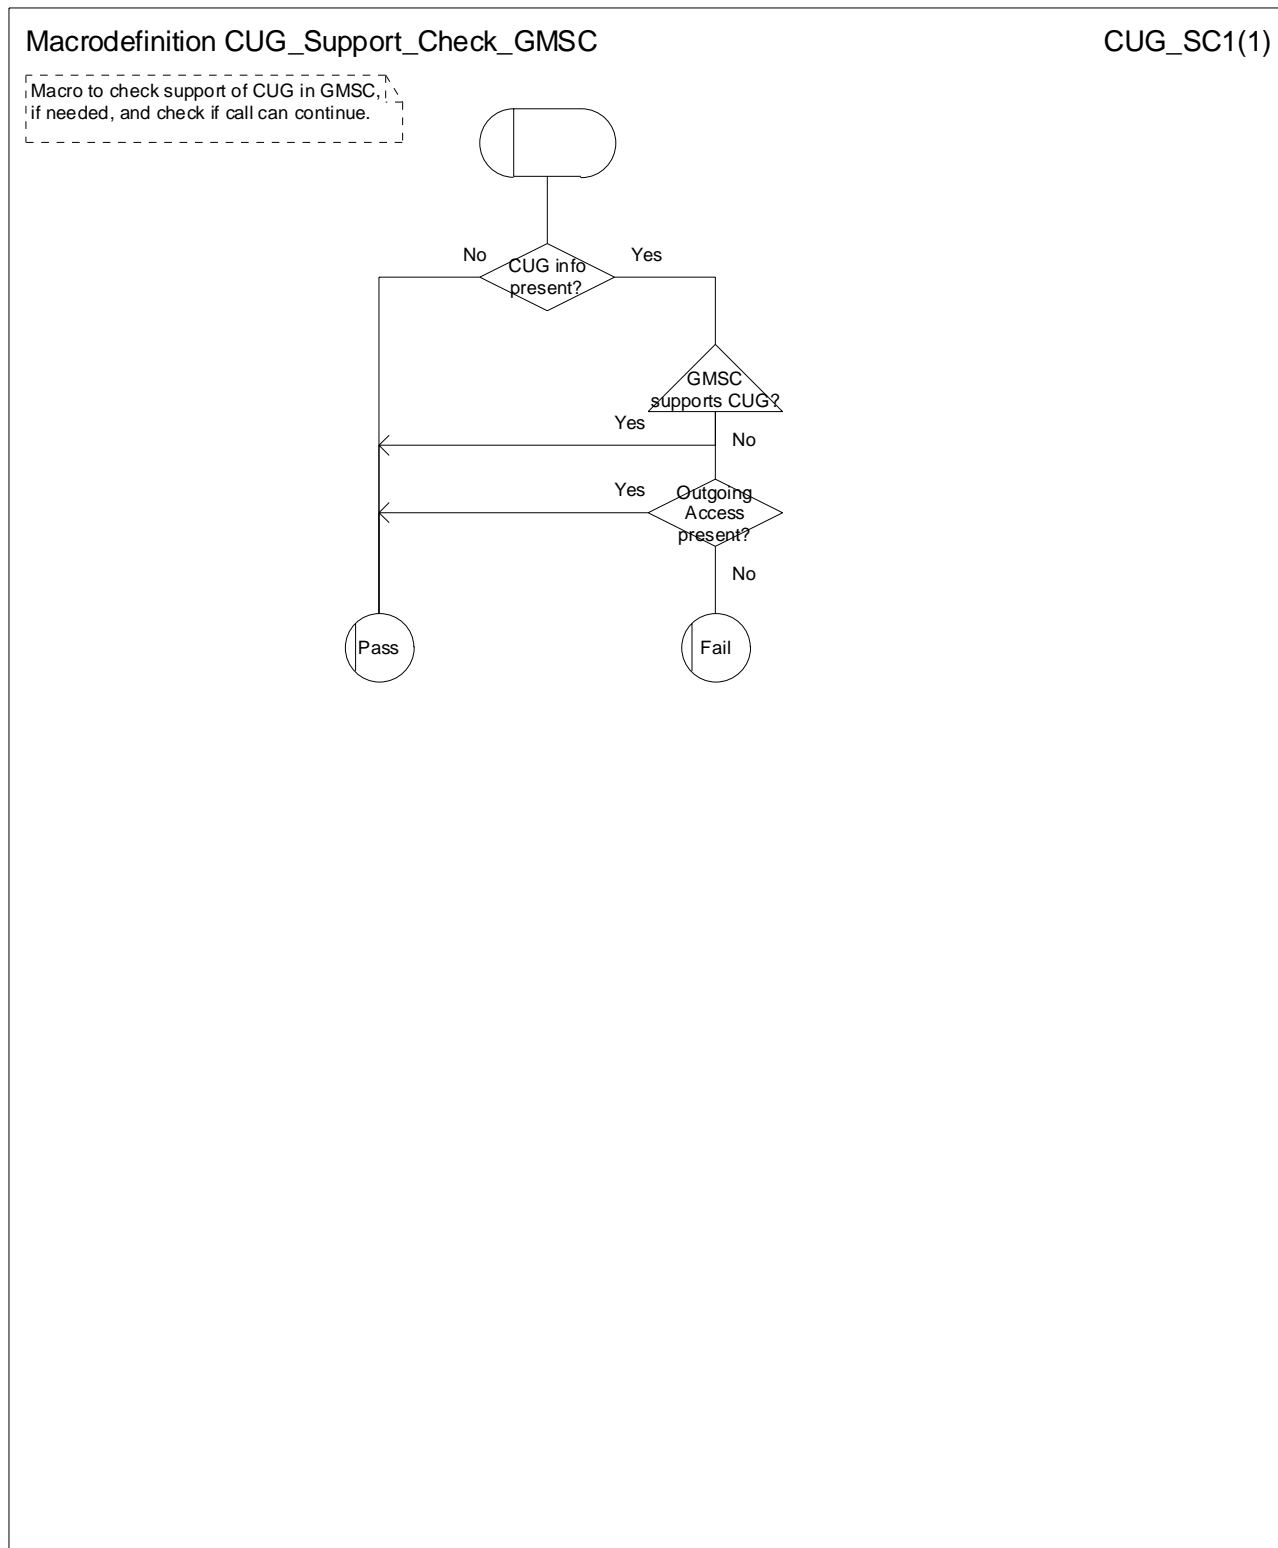 Macrodefinition CUG_Support_Check_GMSC
CUG_SC1(1)
Macro to check support of CUG in GMSC,
if needed, and check if call can continue.
No
Yes
CUG info
present?
GMSC
supports CUG?
Yes
No
Yes
Outgoing
Access
present?
No
Pass
Fail